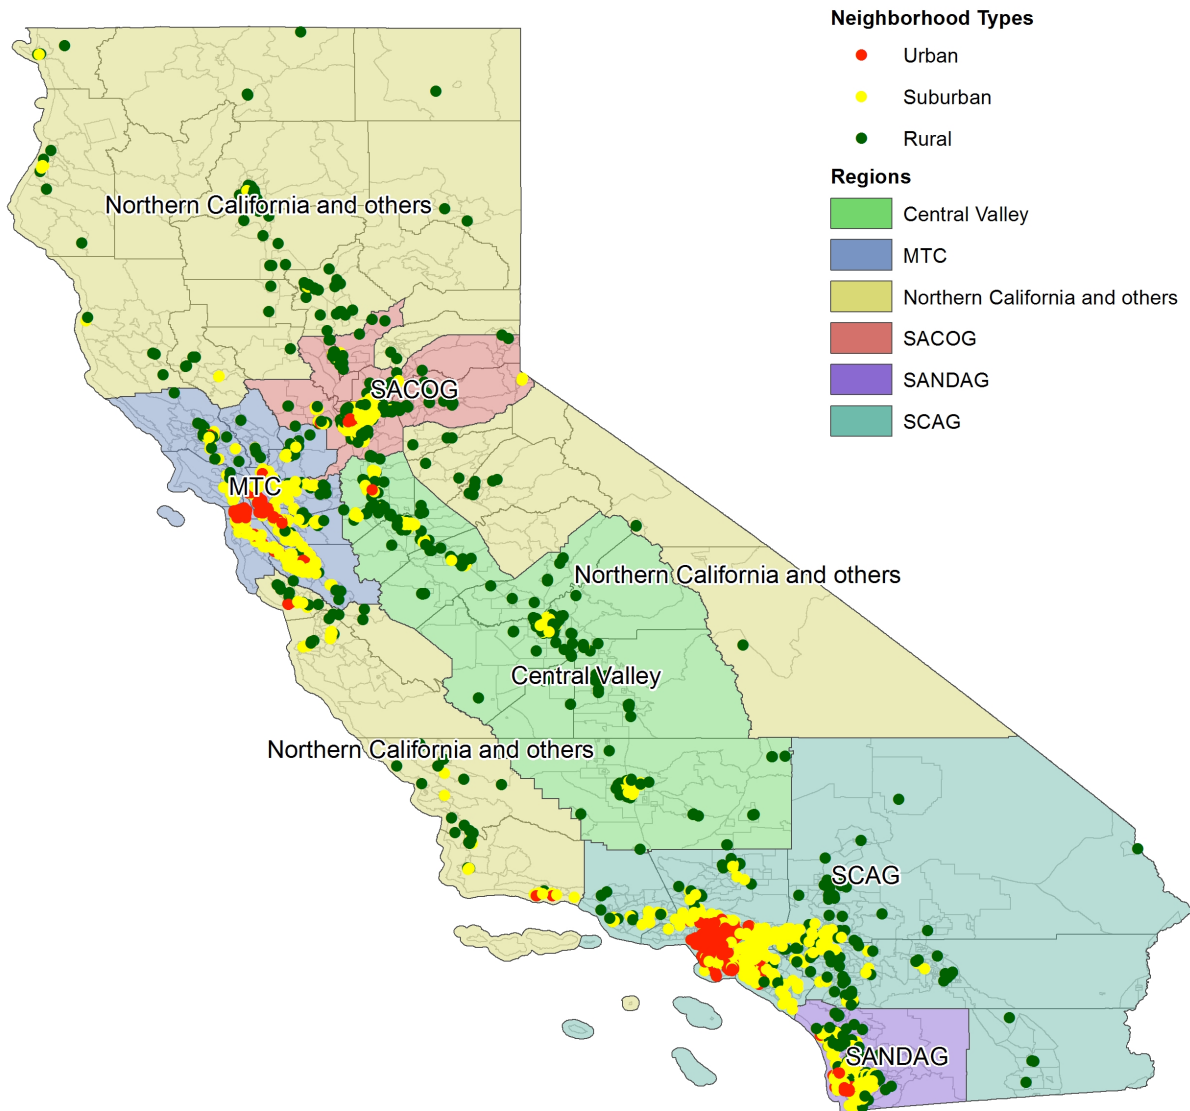 Neighborhood Types
Urban
Suburban
Rural
Regions
Central Valley
MTC
Northern California and others
SACOG
SANDAG
SCAG
Northern California and others
SACOG
MTC
Northern California and others
Central Valley
Northern California and others
SCAG
SANDAG